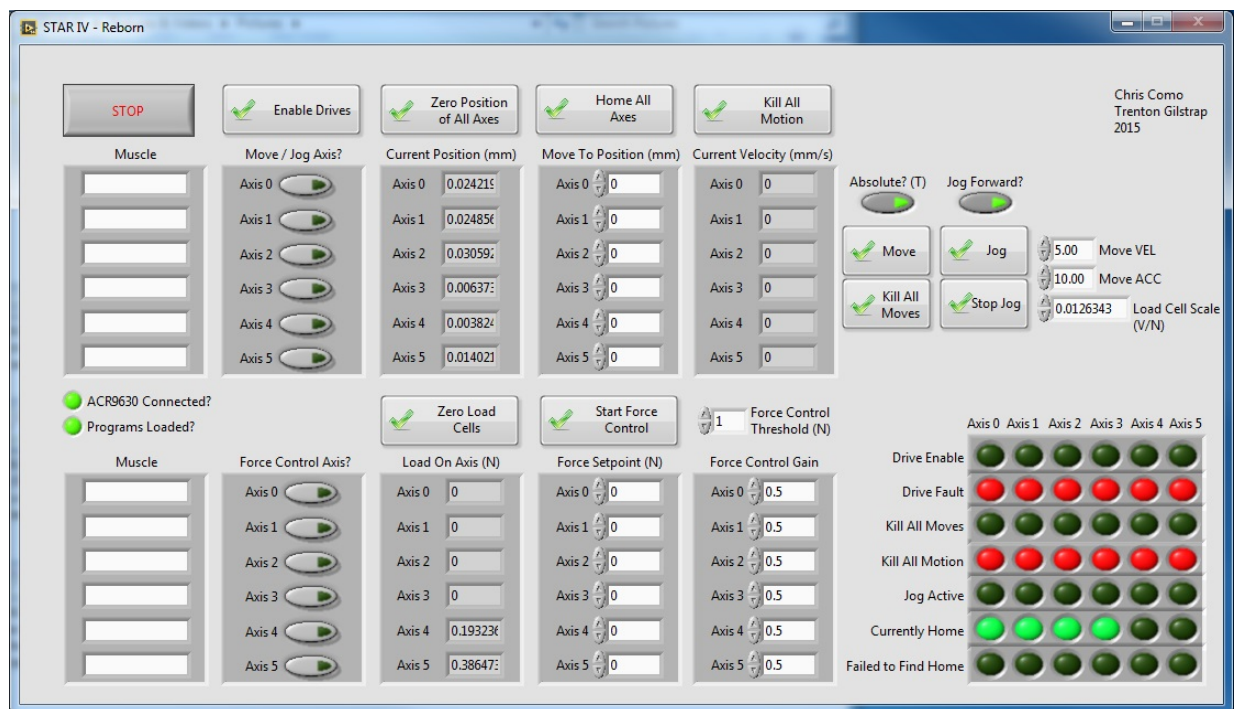 STAR IV - Reborn
STOP
Enable Drives
Zero Position
of All Axes
Home All
Axes
Kill All
Motion
Chris Como
Trenton Gilstrap
2015
Muscle
Move / Jog Axis?
Current Position (mm)
Move To Position (mm)
Current Velocity (mm/s)
Axis 0
Axis 1
Axis 2
Axis 3
Axis 4
Axis 5
Axis 0 0.024219
Axis 1 0.024856
Axis 2 0.030592
Axis 3 0.006373
Axis 4 0.003824
Axis 5 0.014021
Axis 0 0
Axis 1 0
Axis 2 0
Axis 3 0
Axis 4 0
Axis 5 0
Axis 0 0
Axis 1 0
Axis 2 0
Axis 3 0
Axis 4 0
Axis 5 0
Absolute? (T)
Jog Forward?
Move
Jog
Kill All
Moves
Stop Jog
5.00 Move VEL
10.00 Move ACC
0.0126343 Load Cell Scale
(V/N)
ACR9630 Connected?
Programs Loaded?
Zero Load
Cells
Start Force
Control
1 Force Control
Threshold (N)
Muscle
Force Control Axis?
Load On Axis (N)
Force Setpoint (N)
Force Control Gain
Axis 0
Axis 1
Axis 2
Axis 3
Axis 4
Axis 5
Axis 0 0
Axis 1 0
Axis 2 0
Axis 3 0
Axis 4 0.193236
Axis 5 0.386473
Axis 0 0
Axis 1 0
Axis 2 0
Axis 3 0
Axis 4 0
Axis 5 0
Axis 0 0.5
Axis 1 0.5
Axis 2 0.5
Axis 3 0.5
Axis 4 0.5
Axis 5 0.5
Axis 0 Axis 1 Axis 2 Axis 3 Axis 4 Axis 5
Drive Enable
Drive Fault
Kill All Moves
Kill All Motion
Jog Active
Currently Home
Failed to Find Home